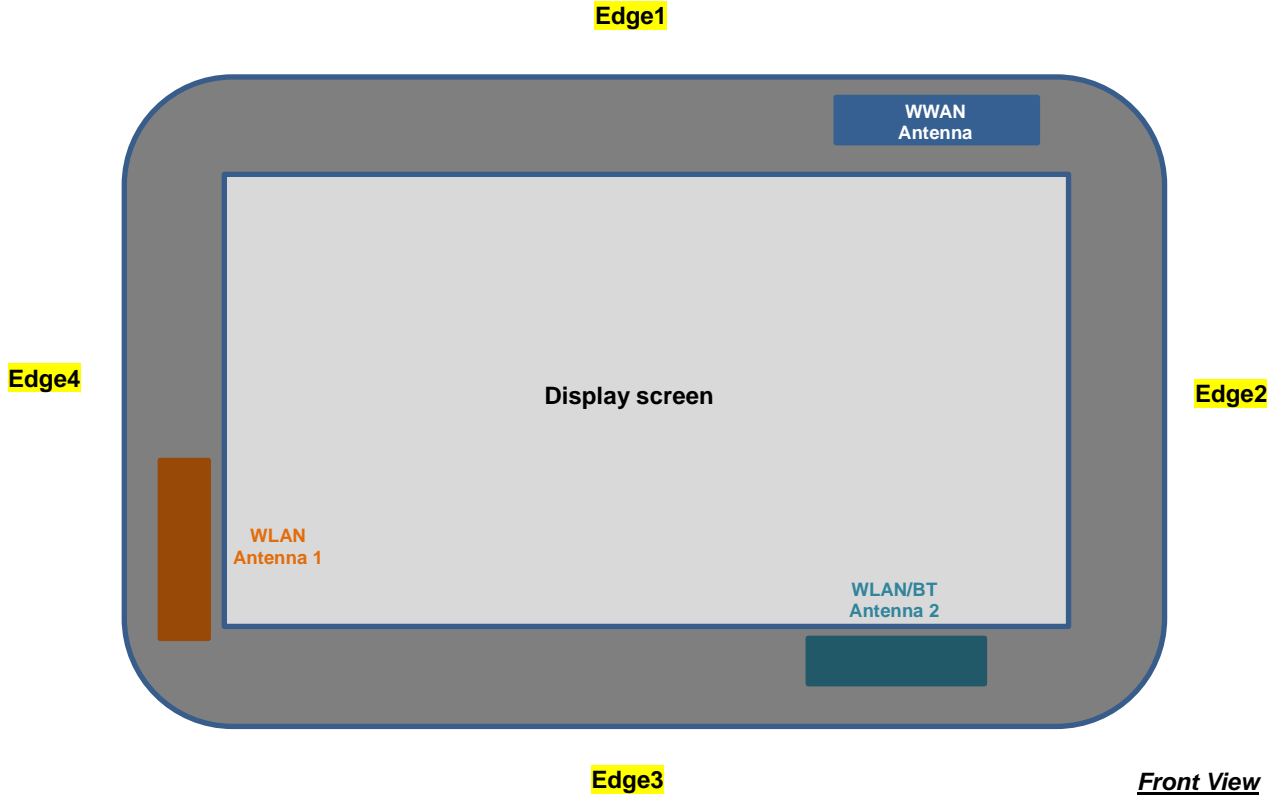 Edge1
WWAN
Antenna
Edge4
Display screen
Edge2
WLAN
Antenna 1
WLAN/BT
Antenna 2
Edge3
Front View